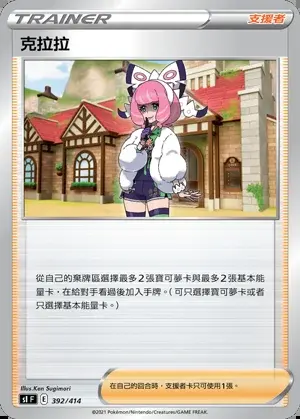 TRAINER
支援者
克拉拉
從自己的棄牌區選擇最多2張寶可夢卡與最多2張基本能
量卡,在給對手看過後加入手牌。(可只選擇寶可夢卡或者
只選擇基本能量卡。)
Illus.Ken Sugimori
在自己的回合時,支援者卡只可使用1張。
sI F E 392/414
©2021 Pokémon/Nintendo/Creatures/GAME FREAK.